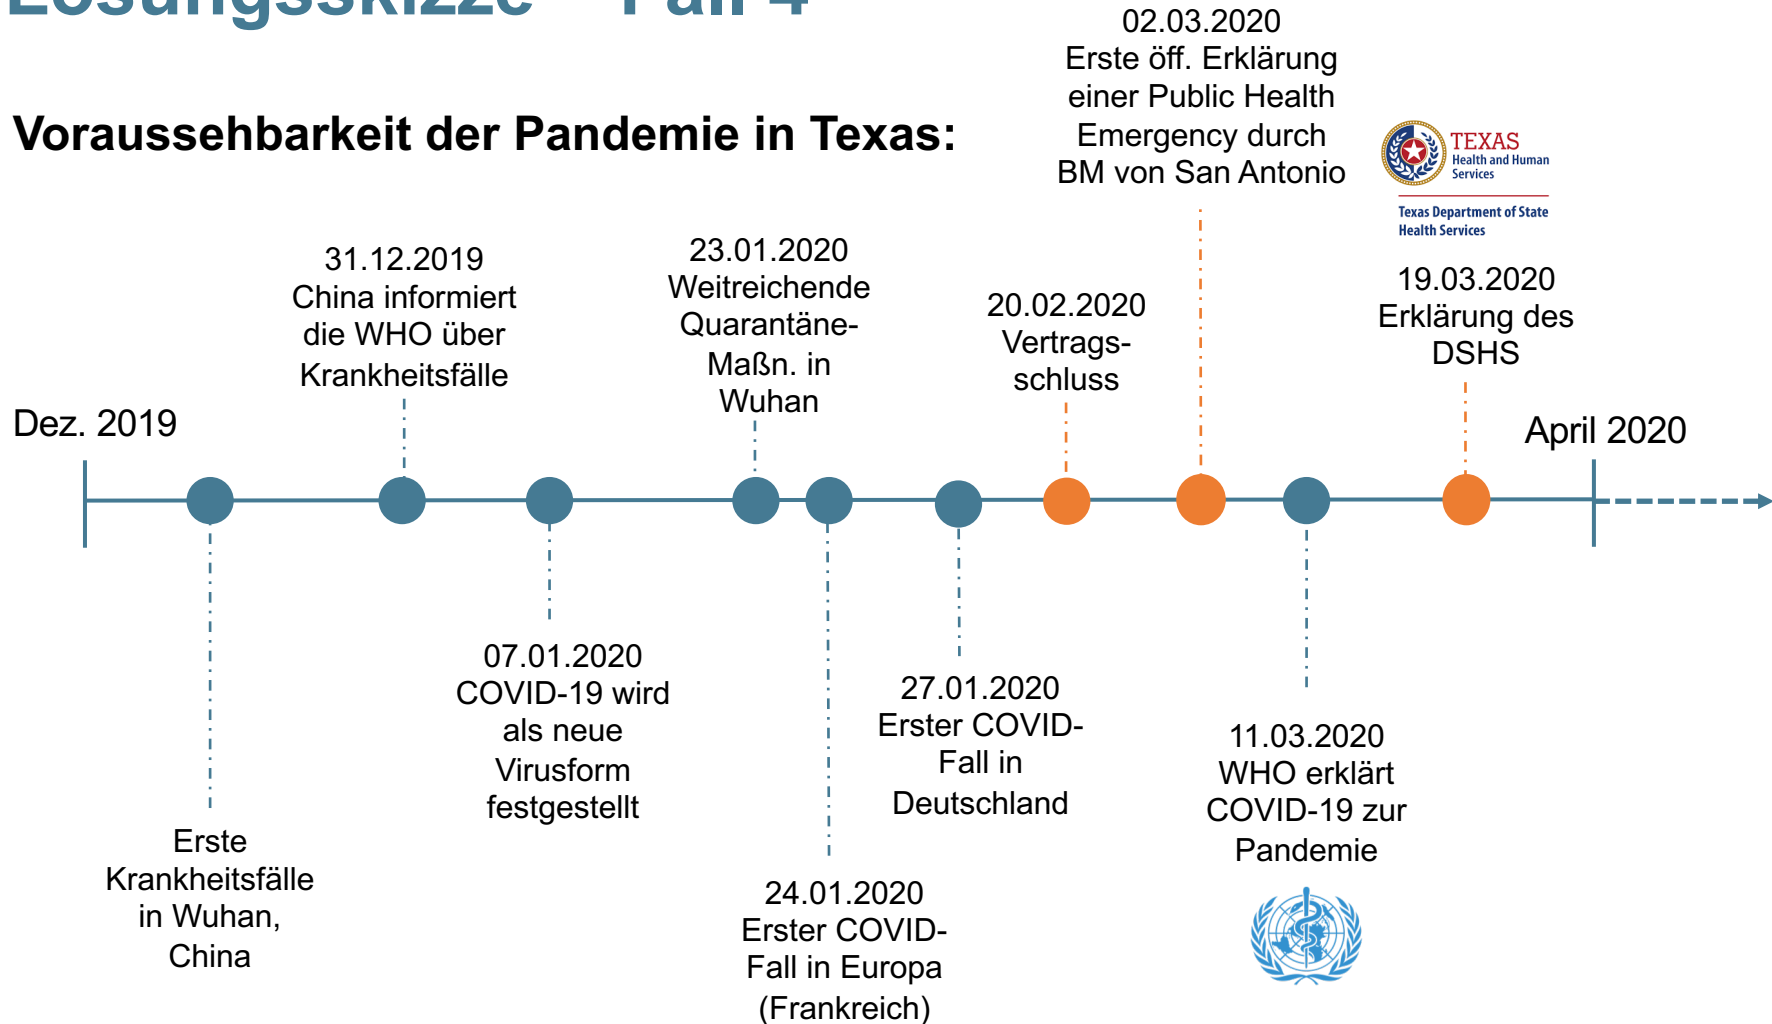 Lösungsskizze – Fall 4
Voraussehbarkeit der Pandemie in Texas:
02.03.2020
Erste öff. Erklärung
einer Public Health
Emergency durch
BM von San Antonio
TEXAS
Health and Human
Services
Texas Department of State
Health Services
31.12.2019
China informiert
die WHO über
Krankheitsfälle
23.01.2020
Weitreichende
Quarantäne-
Maßn. in
Wuhan
20.02.2020
Vertrags-
schluss
19.03.2020
Erklärung des
DSHS
Dez. 2019
April 2020
Erste
Krankheitsfälle
in Wuhan,
China
07.01.2020
COVID-19 wird
als neue
Virusform
festgestellt
24.01.2020
Erster COVID-
Fall in Europa
(Frankreich)
27.01.2020
Erster COVID-
Fall in
Deutschland
11.03.2020
WHO erklärt
COVID-19 zur
Pandemie